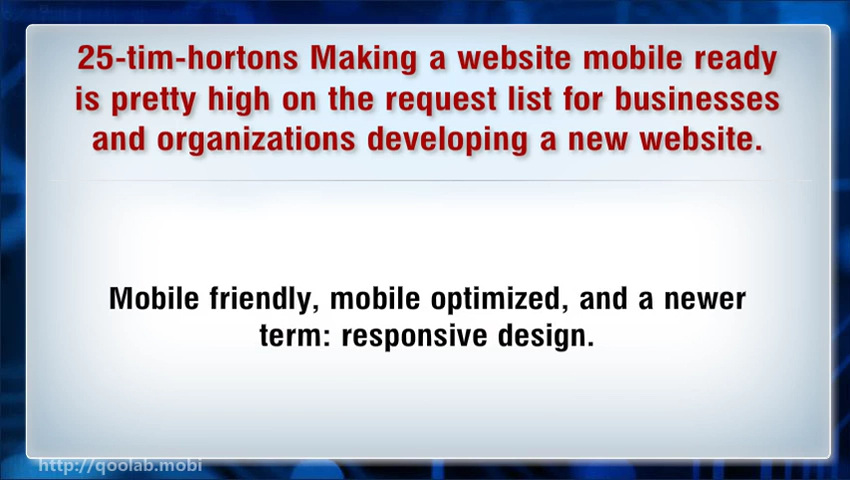 25-tim-hortons Making a website mobile ready
is pretty high on the request list for businesses
and organizations developing a new website.
Mobile friendly, mobile optimized, and a newer
term: responsive design.
http://qoolab.mobi